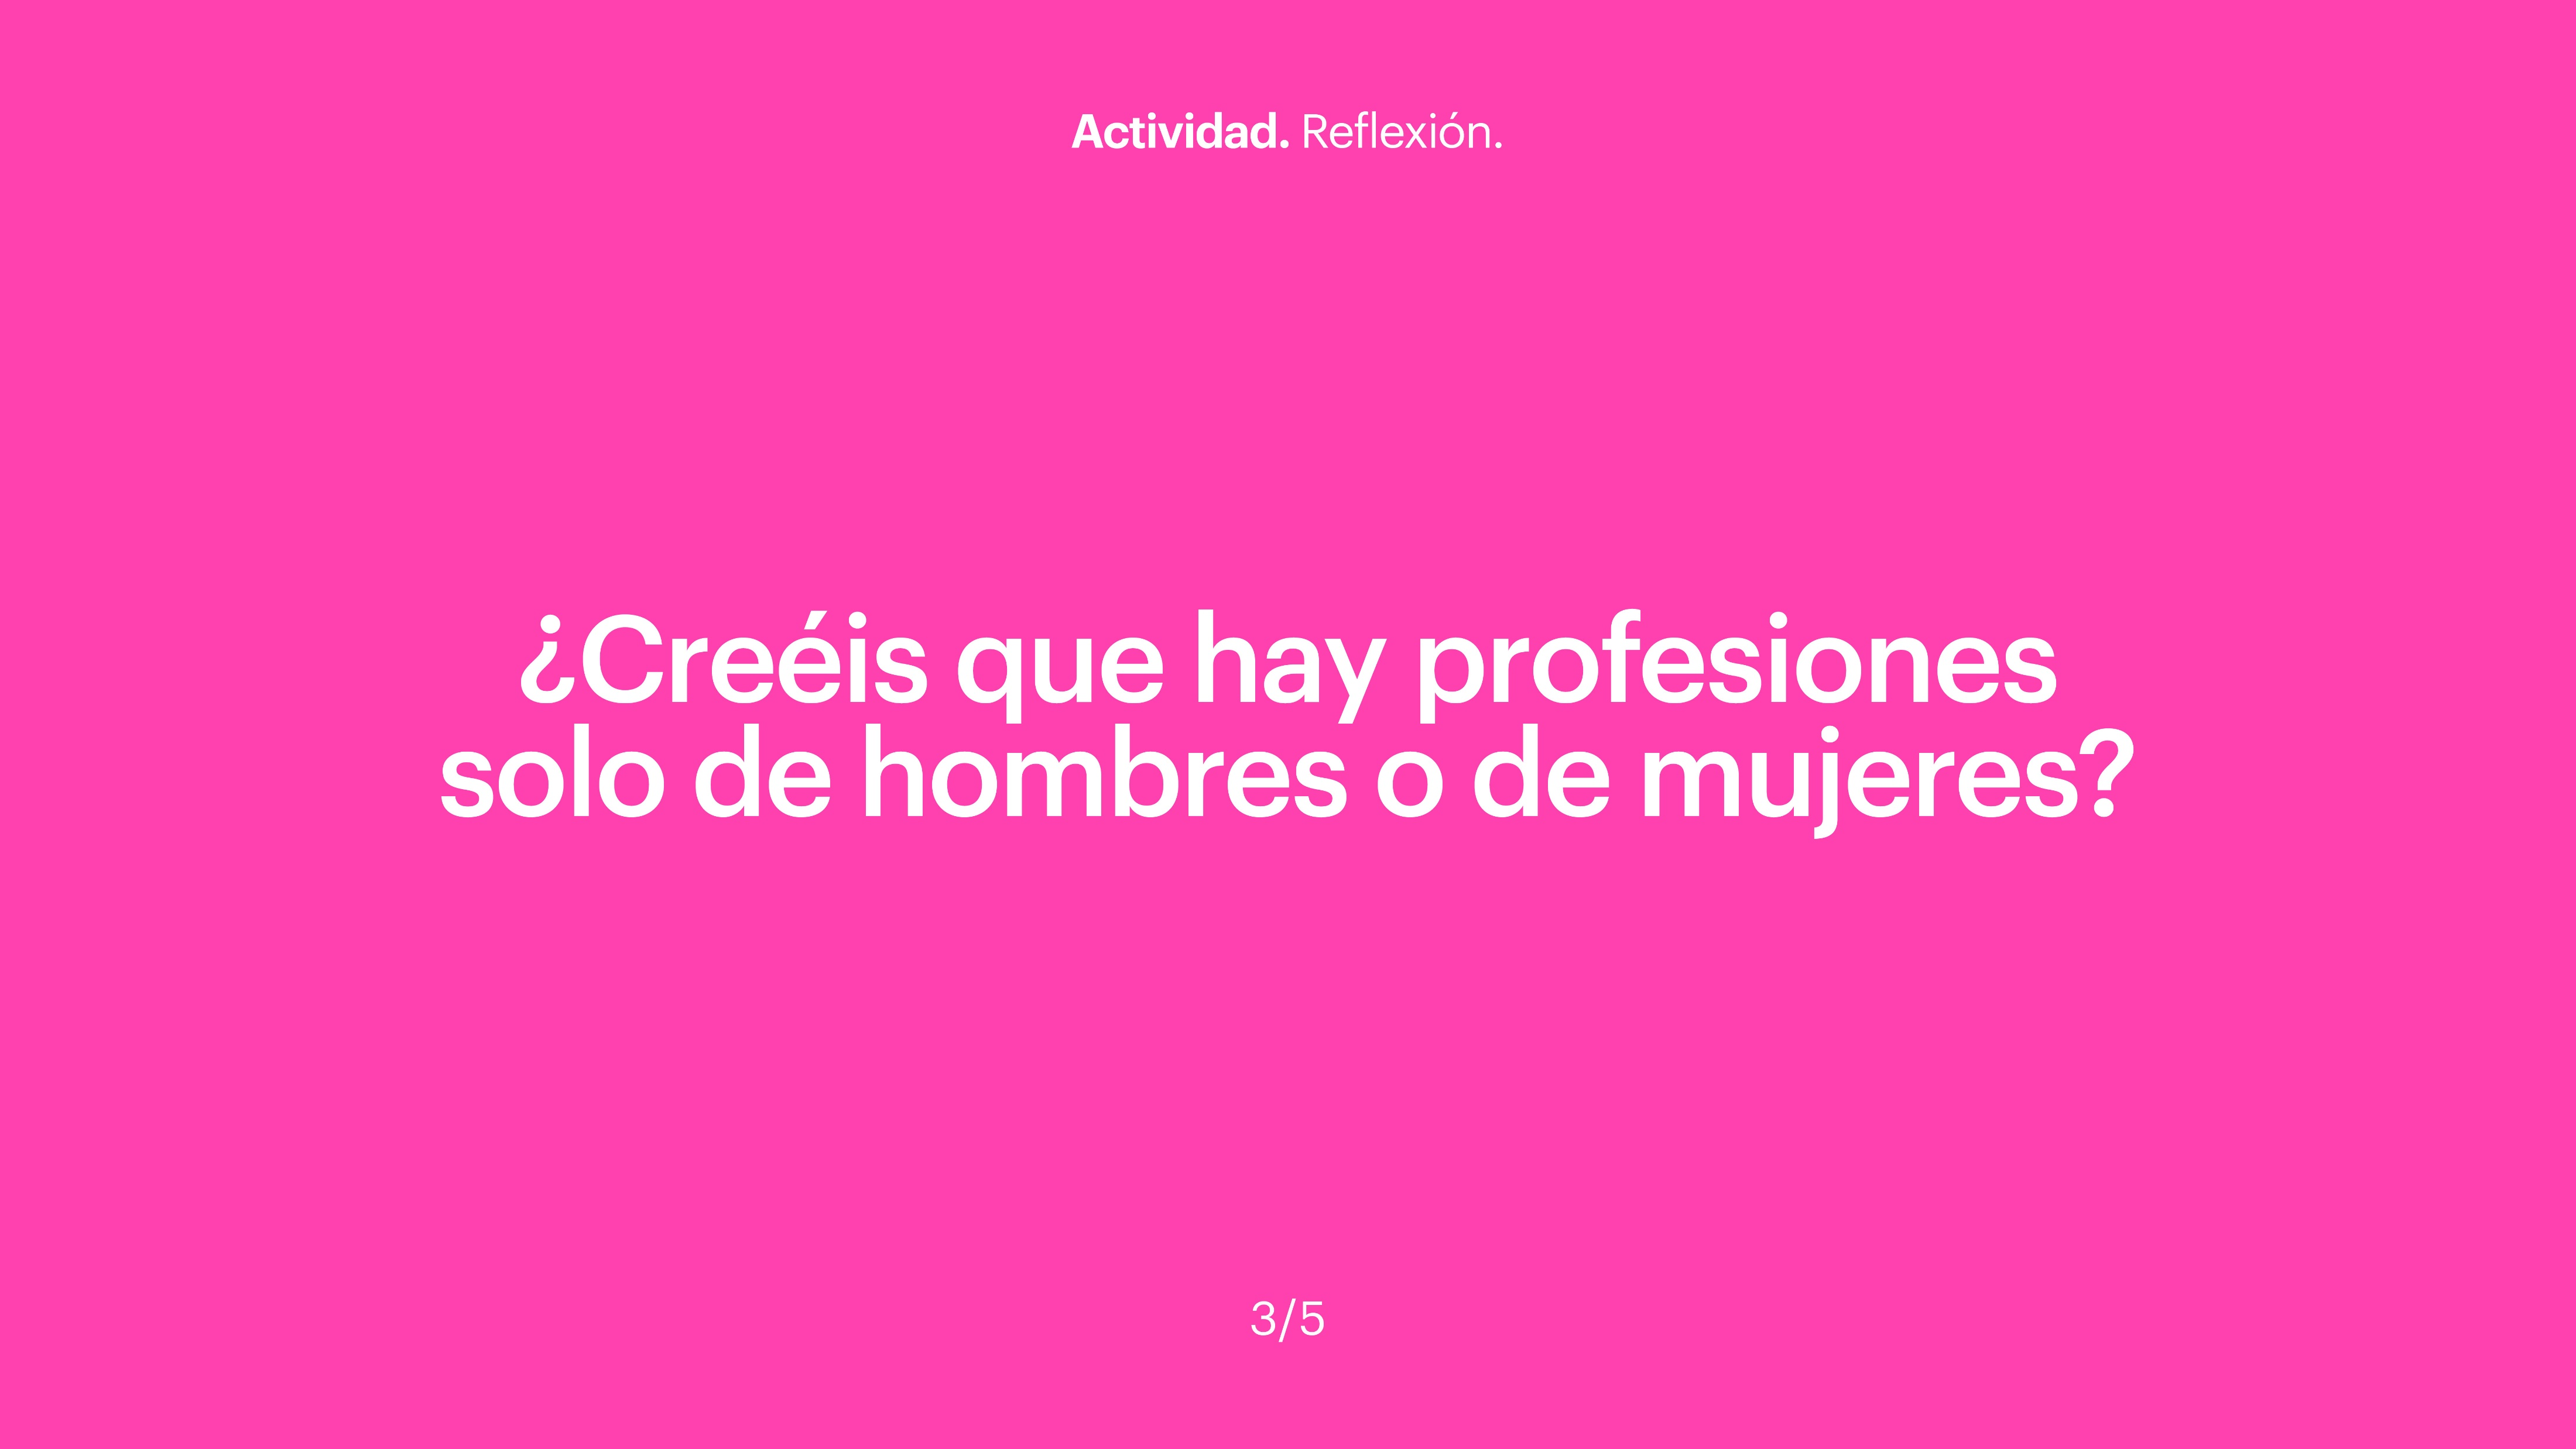 Actividad. Reflexión.
¿Creéis que hay profesiones
solo de hombres o de mujeres?
3/5